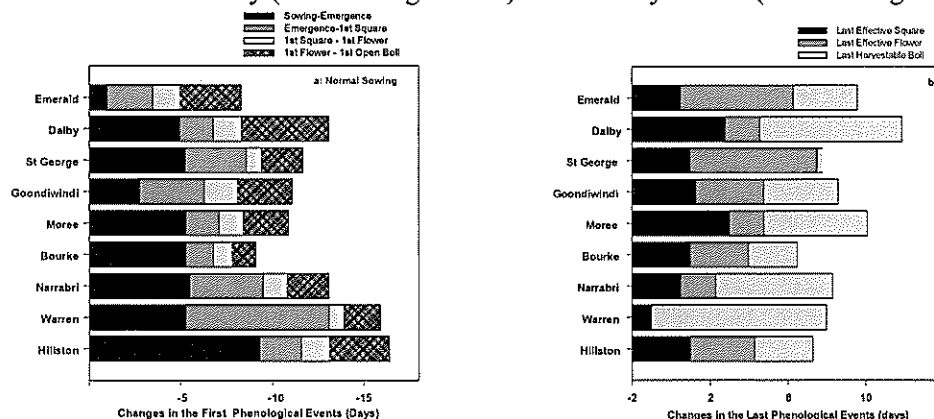 Sowing-Emergence
Emergence-1st Square
1st Square - 1st Flower
1st Flower - 1st Open Boll
a: Normal Sowing
Emerald
Dalby
St George
Goondiwindi
Moree
Bourke
Narrabri
Warren
Hillston
-5 -10 -15
Changes in the First Phenological Events (Days)
Last Effective Square
Last Effective Flower
Last Harvestable Boll
b
Emerald
Dalby
St George
Goondiwindi
Moree
Bourke
Narrabri
Warren
Hillston
-2 2 6 10
Changes in the Last Phenological Events (days)